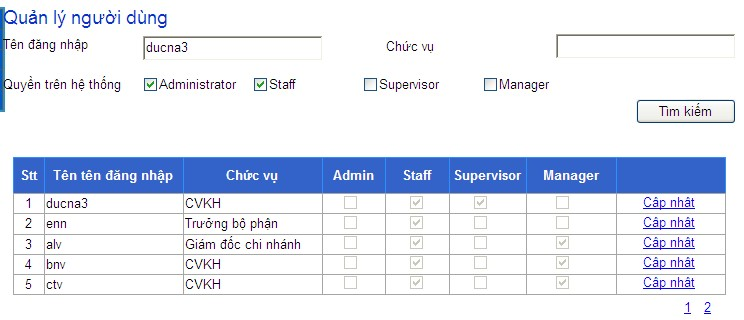 Quản lý người dùng
Tên đăng nhập ducna3 Chức vụ
Quyền trên hệ thống Administrator Staff Supervisor Manager
Tìm kiếm
Stt Tên tên đăng nhập Chức vụ Admin Staff Supervisor Manager
1 ducna3 CVKH Cập nhật
2 enn Trưởng bộ phận Cập nhật
3 alv Giám đốc chi nhánh Cập nhật
4 bnv CVKH Cập nhật
5 ctv CVKH Cập nhật
1 2